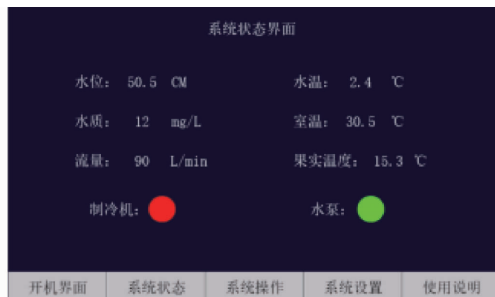 系统状态界面
水位： 50.5 CM 水温： 2.4 ℃
水质： 12 mg/L 室温： 30.5 ℃
流量： 90 L/min 果实温度： 15.3 ℃
制冷机： 水泵：
开机界面 系统状态 系统操作 系统设置 使用说明